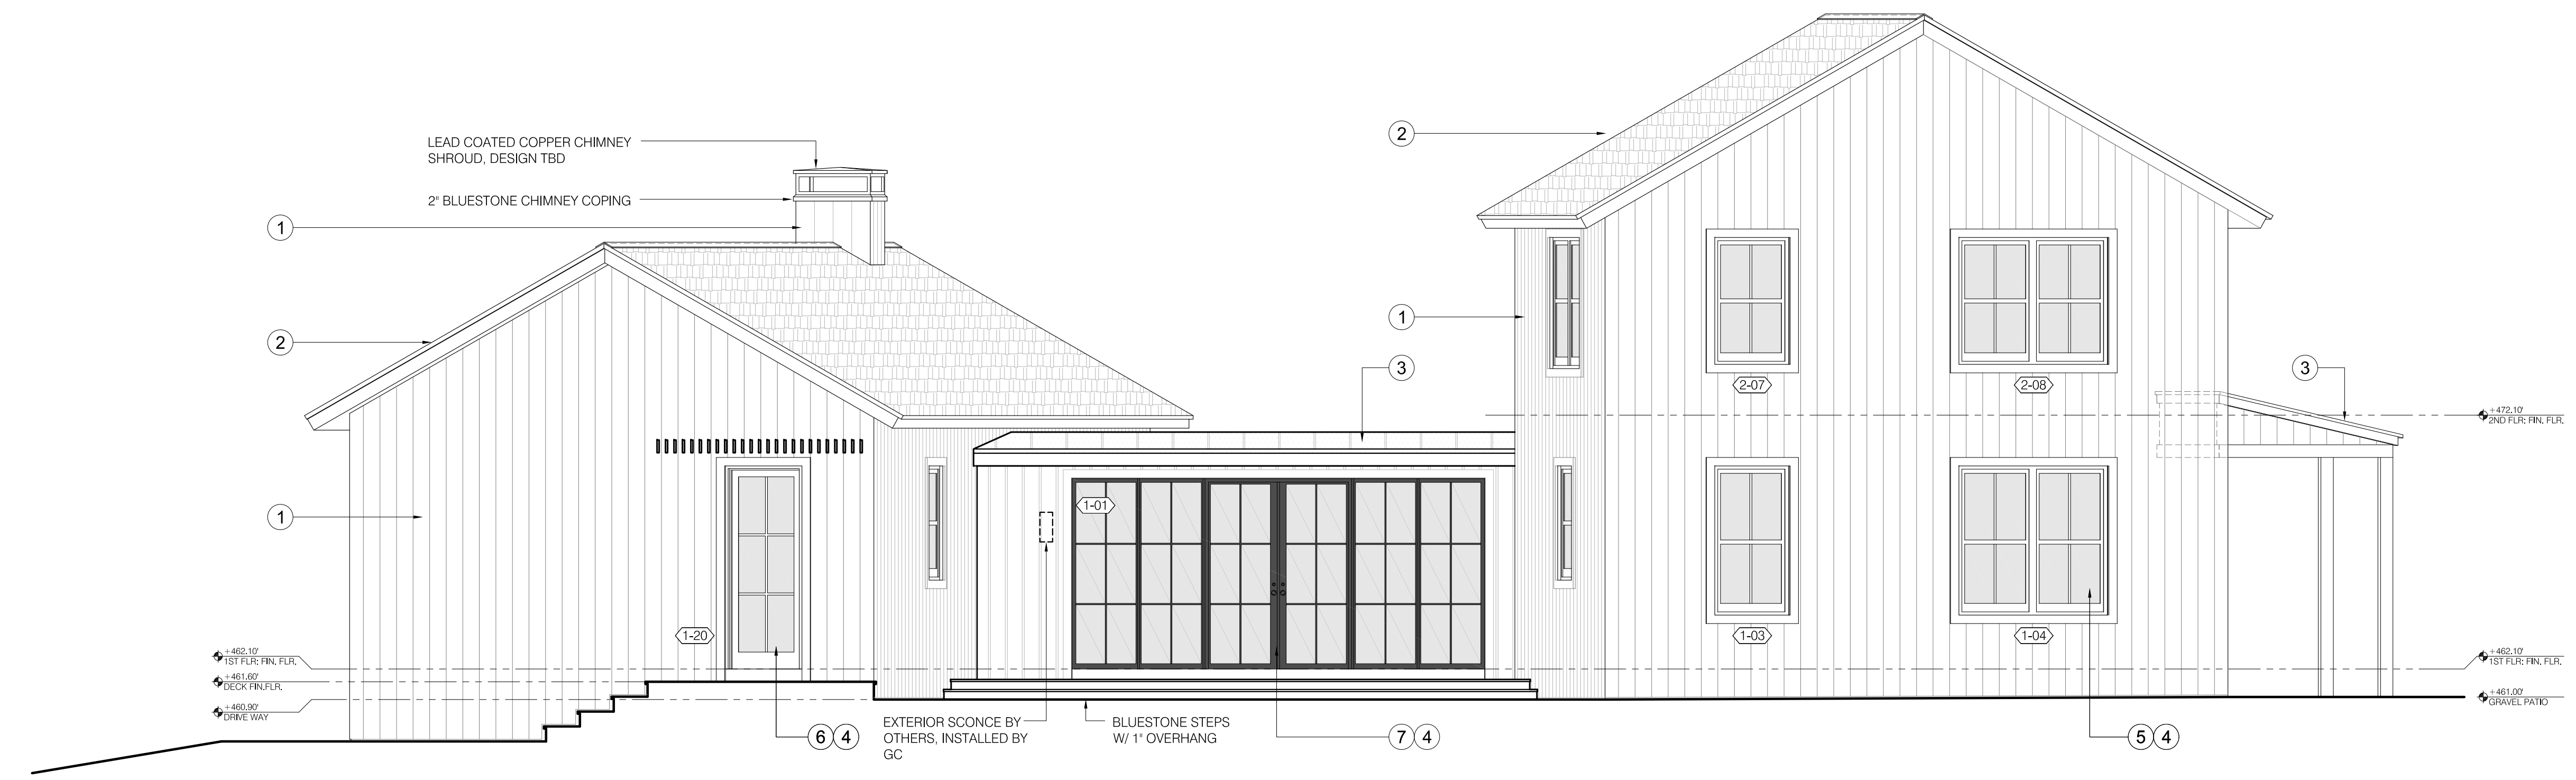 LEAD COATED COPPER CHIMNEY
SHROUD, DESIGN TBD
2" BLUESTONE CHIMNEY COPING
1
2
1
2
1
3
3
2-07
2-08
+472.10'
2ND FLR; FIN. FLR.
1-01
1-20
1-03
1-04
+462.10'
1ST FLR; FIN. FLR.
+461.60'
DECK FIN.FLR.
+460.90'
DRIVE WAY
+462.10'
1ST FLR; FIN. FLR.
+461.00'
GRAVEL PATIO
6 4
EXTERIOR SCONCE BY
OTHERS, INSTALLED BY
GC
BLUESTONE STEPS
W/ 1" OVERHANG
7 4
5 4